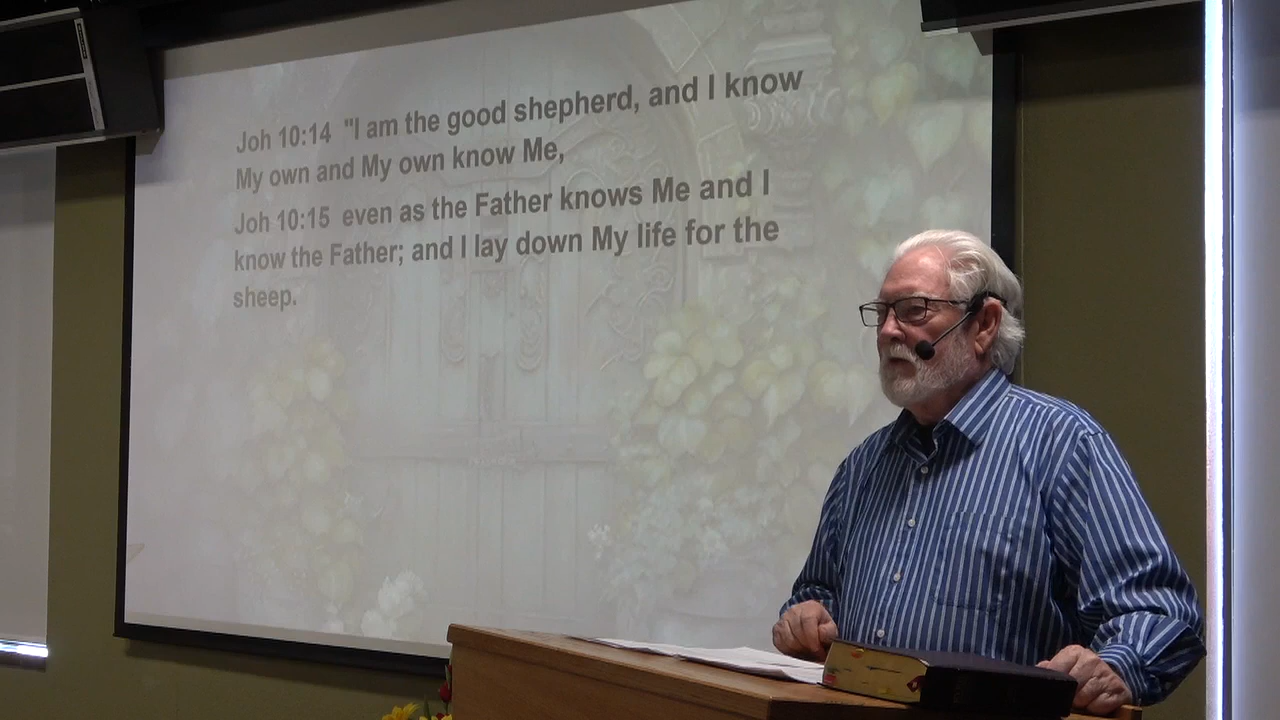 Joh 10:14 "I am the good shepherd, and I know
My own and My own know Me,
Joh 10:15 even as the Father knows Me and I
know the Father; and I lay down My life for the
sheep.